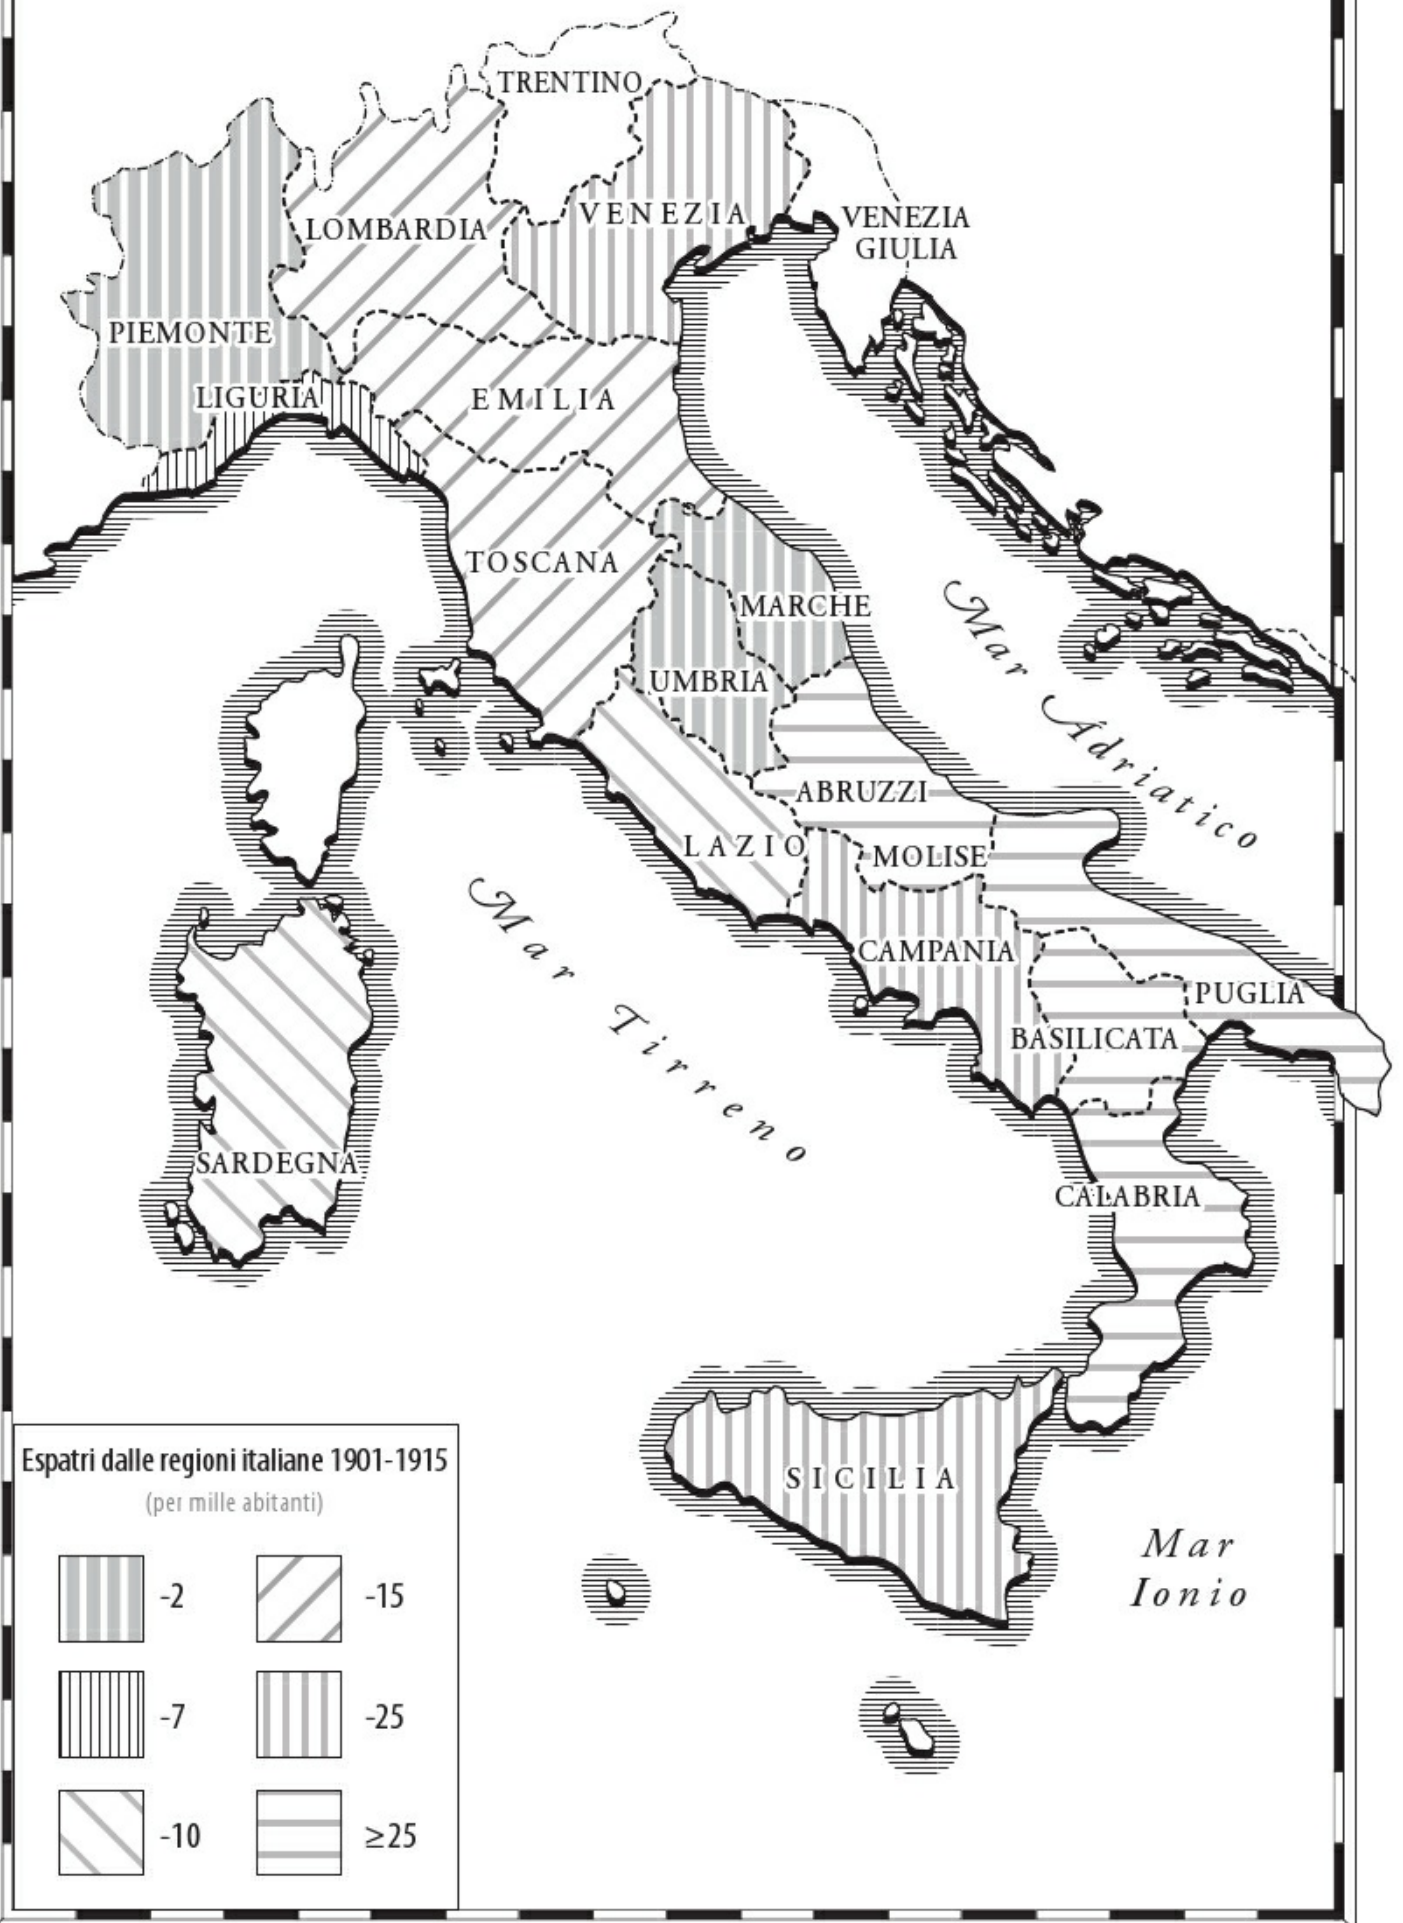 TRENTINO
VENEZIA
LOMBARDIA
VENEZIA
GIULIA
PIEMONTE
LIGURIA
EMILIA
TOSCANA
MARCHE
UMBRIA
Mar Adriatico
ABRUZZI
LAZIO
MOLISE
Mar Tirreno
CAMPANIA
PUGLIA
BASILICATA
SARDEGNA
CALABRIA
SICILIA
Mar
Ionio
Espatri dalle regioni italiane 1901-1915
(per mille abitanti)
-2
-15
-7
-25
-10
≥25